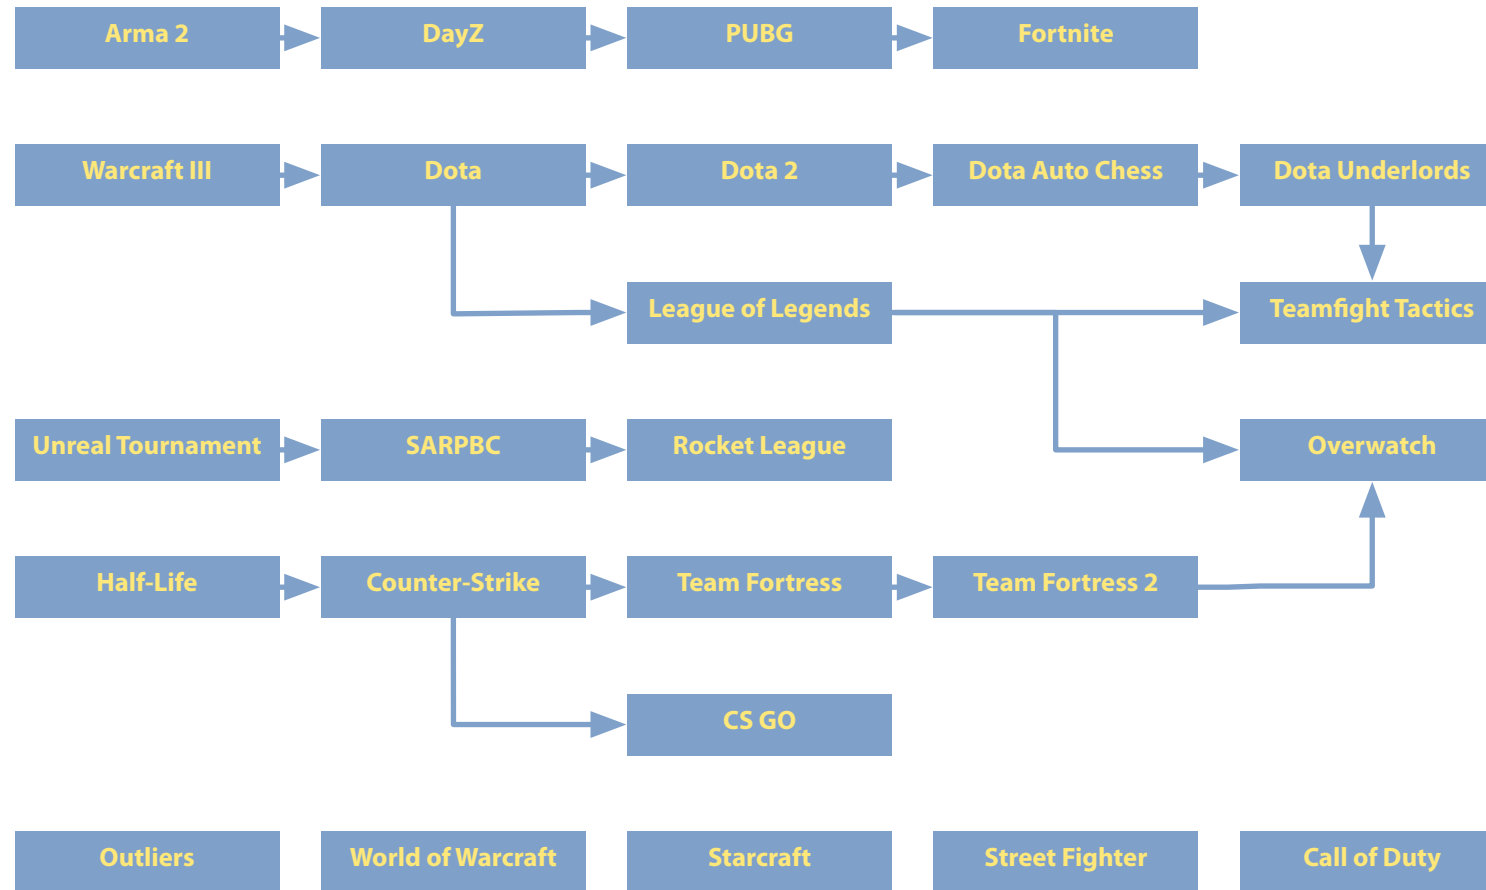 Arma 2
DayZ
PUBG
Fortnite
Warcraft III
Dota
Dota 2
Dota Auto Chess
Dota Underlords
League of Legends
Teamfight Tactics
Unreal Tournament
SARPBC
Rocket League
Overwatch
Half-Life
Counter-Strike
Team Fortress
Team Fortress 2
CS GO
Outliers
World of Warcraft
Starcraft
Street Fighter
Call of Duty